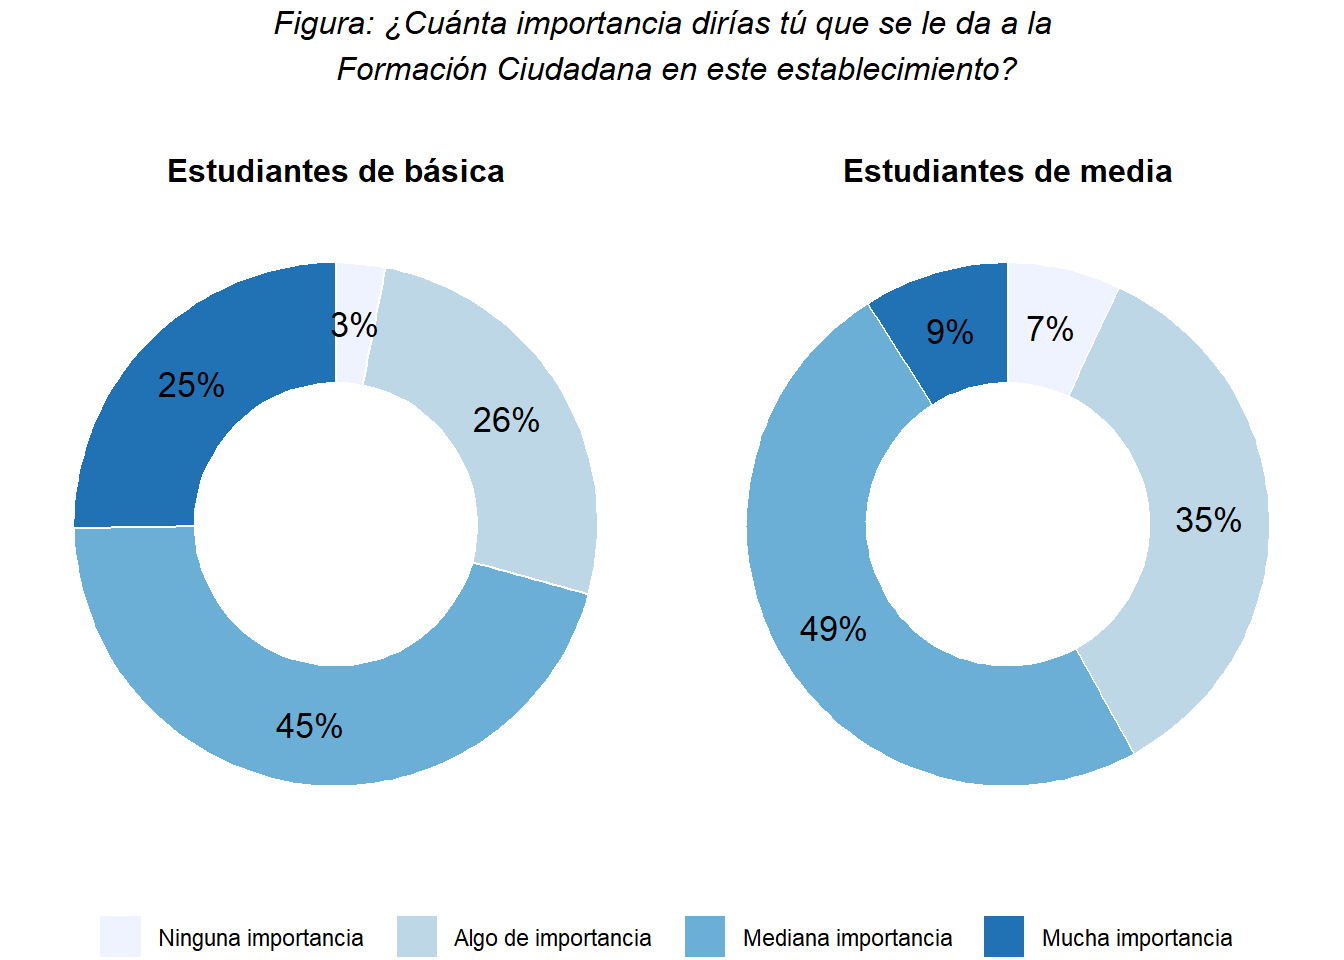 Figura: ¿Cuánta importancia dirías tú que se le da a la
Formación Ciudadana en este establecimiento?
Estudiantes de básica
Estudiantes de media
3%
25%
26%
45%
9%
7%
35%
49%
Ninguna importancia
Algo de importancia
Mediana importancia
Mucha importancia